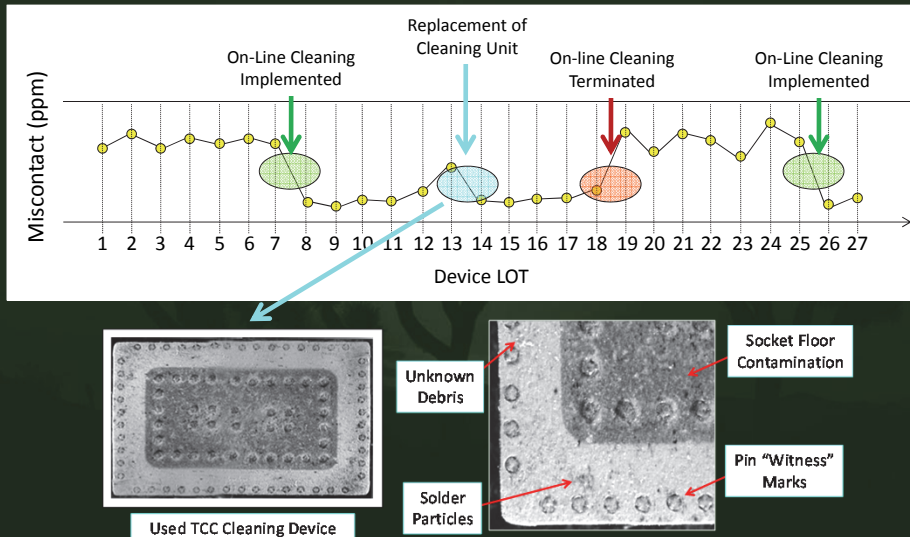 Replacement of
Cleaning Unit
On-Line Cleaning
Implemented
On-line Cleaning
Terminated
On-line Cleaning
Implemented
Miscontact (ppm)
1 2 3 4 5 6 7 8 9 10 11 12 13 14 15 16 17 18 19 20 21 22 23 24 25 26 27
Device LOT
Unknown
Debris
Socket Floor
Contamination
Solder
Particles
Pin “Witness”
Marks
Used TCC Cleaning Device